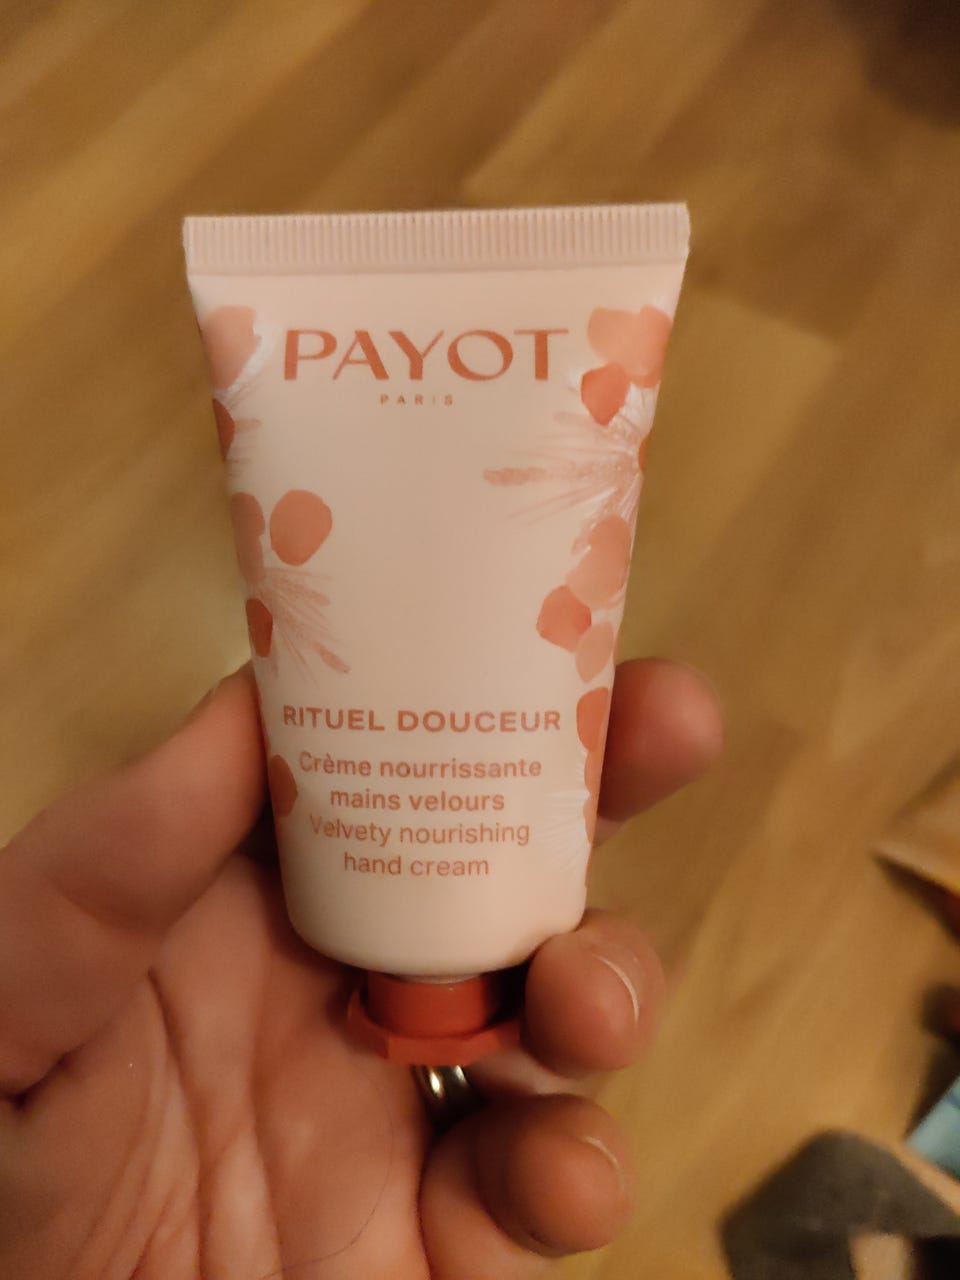 PAYOT
PARIS
RITUEL DOUCEUR
Crème nourrissante
mains velours
Velvety nourishing
hand cream